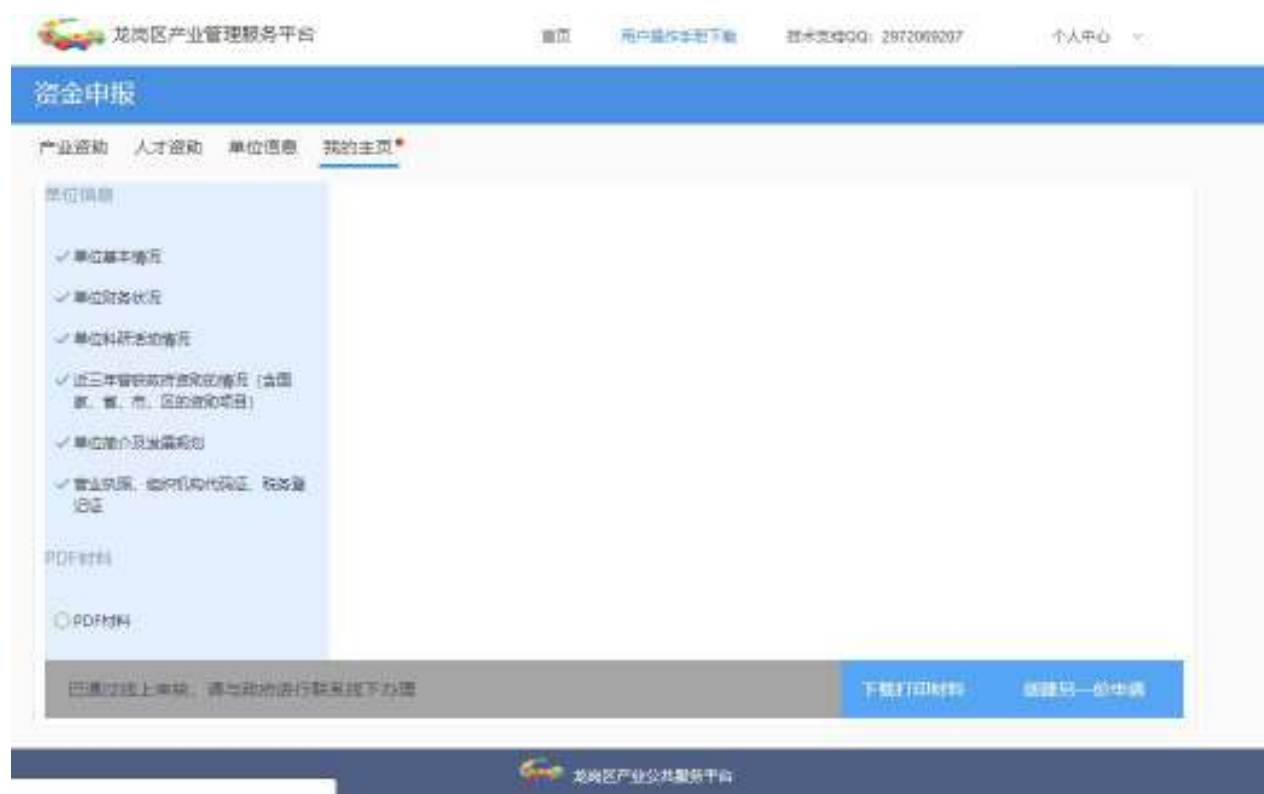 龙岗区产业管理服务平台
首页 用户操作手册下载 技术支持QQ: 2972069207 个人中心
资金申报
产业资助 人才资助 单位信息 我的主页
单位信息
单位基本情况
单位财务状况
单位科研活动情况
近三年曾获政府资助的情况 (含国
家、省、市、区的资助项目)
单位简介及发展规划
营业执照、组织机构代码证、税务登
记证
PDF材料
PDF材料
已通过线上审核, 请与政府进行联系线下办理
下载打印材料 创建另一份申请
龙岗区产业公共服务平台